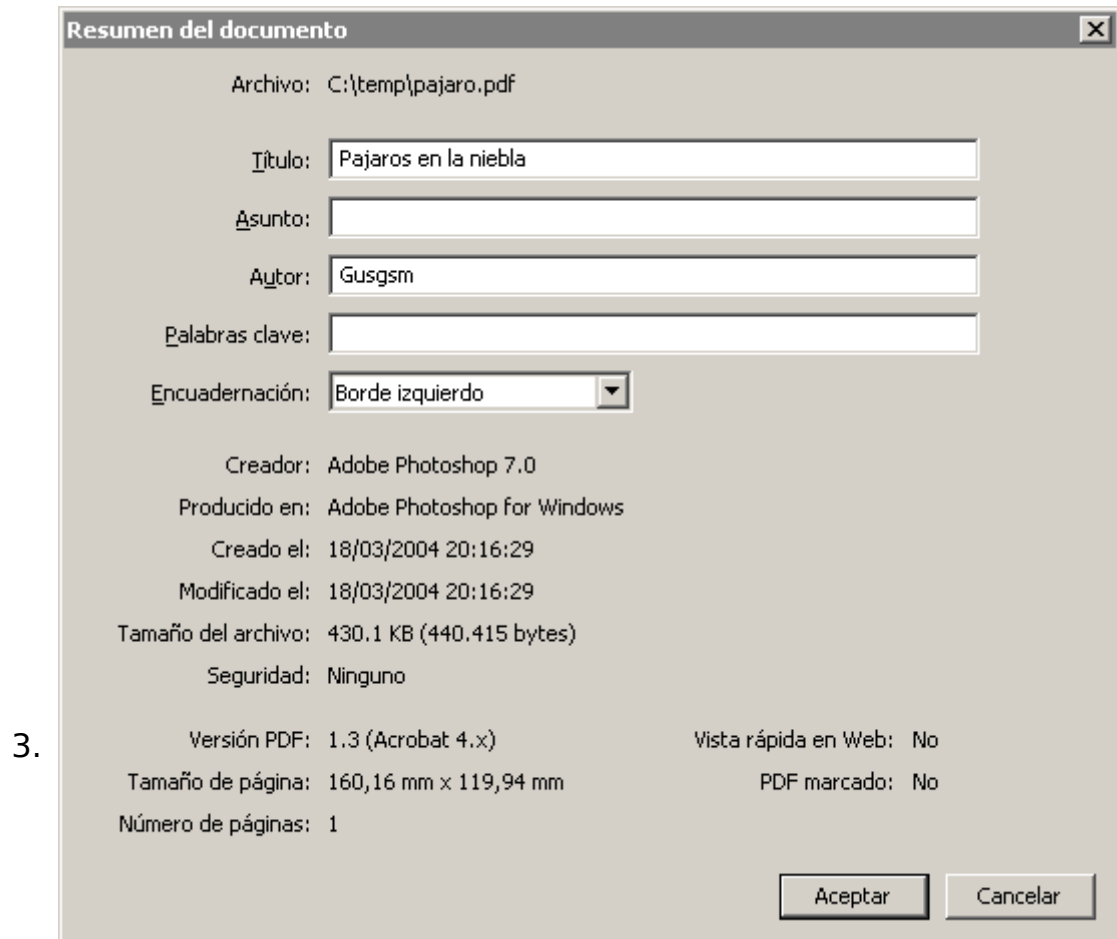 Resumen del documento
Archivo: C:\temp\pajaro.pdf
Título: Pajaros en la niebla
Asunto:
Autor: Gusgsm
Palabras clave:
Encuadernación: Borde izquierdo
Creador: Adobe Photoshop 7.0
Producido en: Adobe Photoshop for Windows
Creado el: 18/03/2004 20:16:29
Modificado el: 18/03/2004 20:16:29
Tamaño del archivo: 430.1 KB (440.415 bytes)
Seguridad: Ninguno
3. Versión PDF: 1.3 (Acrobat 4.x) Vista rápida en Web: No
Tamaño de página: 160,16 mm x 119,94 mm PDF marcado: No
Número de páginas: 1
Aceptar Cancelar